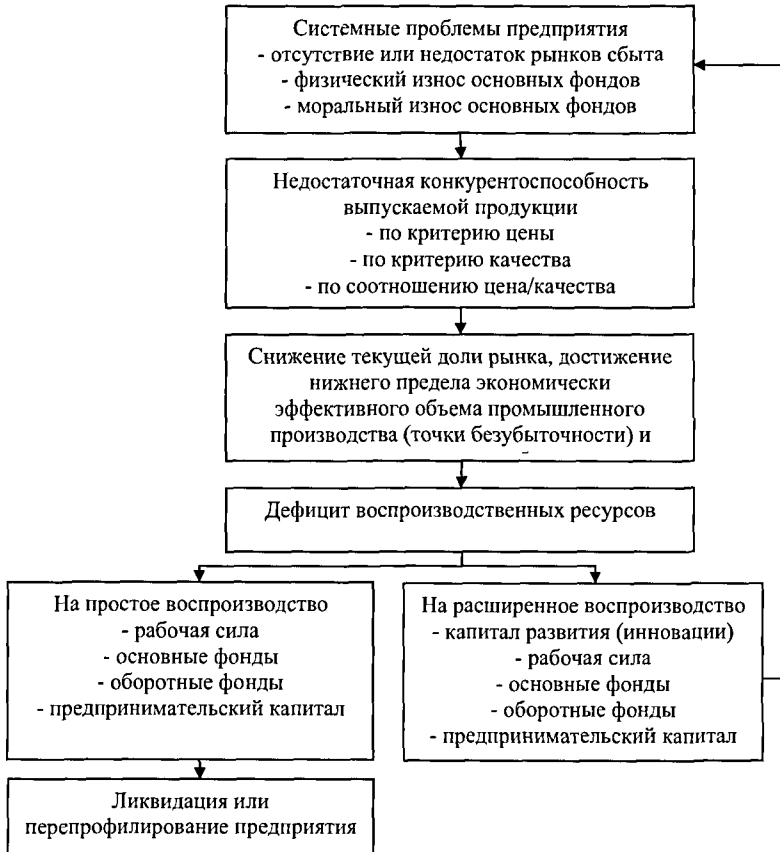 Системные проблемы предприятия
- отсутствие или недостаток рынков сбыта
- физический износ основных фондов
- моральный износ основных фондов
Недостаточная конкурентоспособность
выпускаемой продукции
- по критерию цены
- по критерию качества
- по соотношению цена/качества
Снижение текущей доли рынка, достижение
нижнего предела экономически
эффективного объема промышленного
производства (точки безубыточности) и
Дефицит воспроизводственных ресурсов
На простое воспроизводство
- рабочая сила
- основные фонды
- оборотные фонды
- предпринимательский капитал
На расширенное воспроизводство
- капитал развития (инновации)
- рабочая сила
- основные фонды
- оборотные фонды
- предпринимательский капитал
Ликвидация или
перепрофилирование предприятия